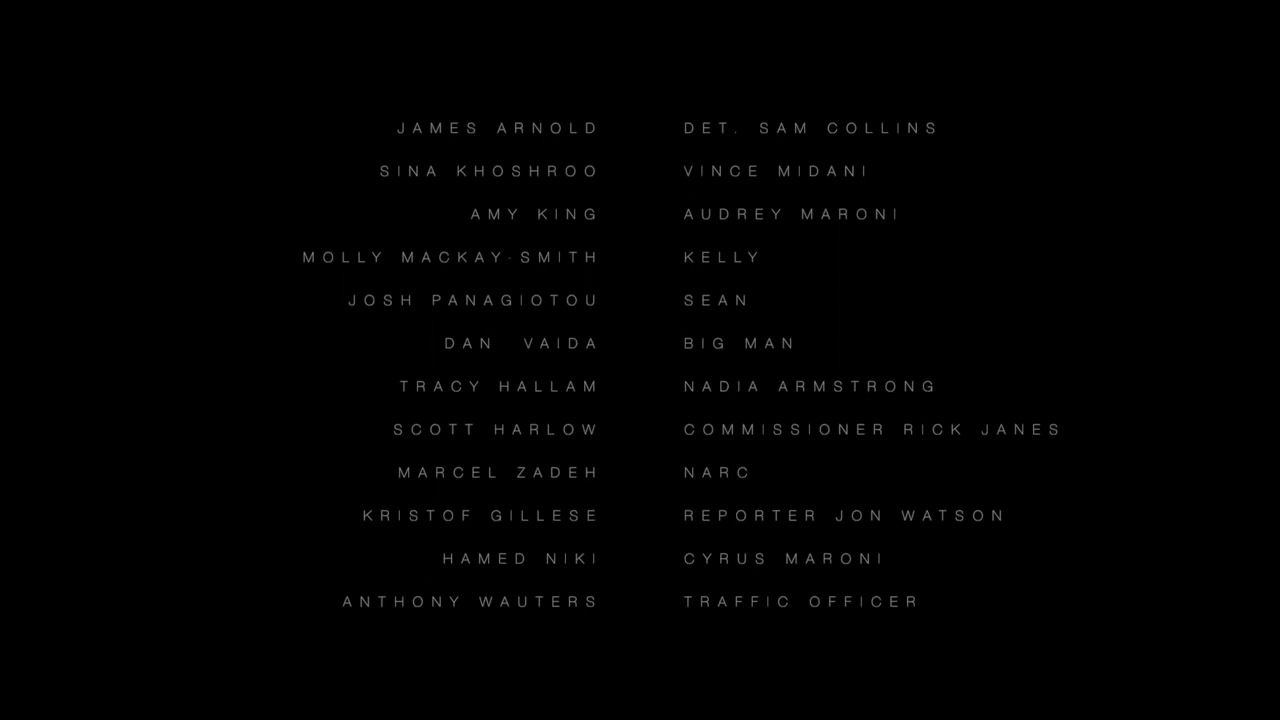 JAMES ARNOLD DET. SAM COLLINS
SINA KHOSHROO VINCE MIDANI
AMY KING AUDREY MARONI
MOLLY MACKAY-SMITH KELLY
JOSH PANAGIOTOU SEAN
DAN VAIDA BIG MAN
TRACY HALLAM NADIA ARMSTRONG
SCOTT HARLOW COMMISSIONER RICK JANES
MARCEL ZADEH NARC
KRISTOF GILLESE REPORTER JON WATSON
HAMED NIKI CYRUS MARONI
ANTHONY WAUTERS TRAFFIC OFFICER